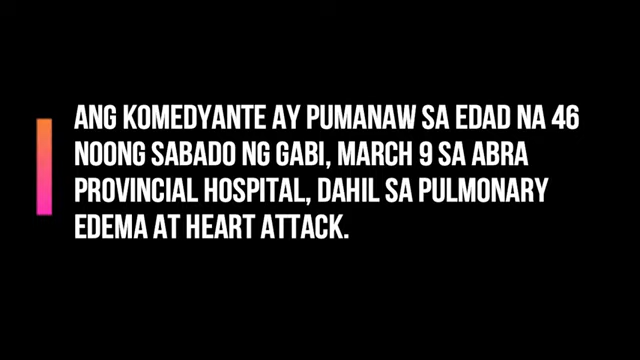 ANG KOMEDYANTE AY PUMANAW SA EDAD NA 46
NOONG SABADO NG GABI, MARCH 9 SA ABRA
PROVINCIAL HOSPITAL, DAHIL SA PULMONARY
EDEMA AT HEART ATTACK.